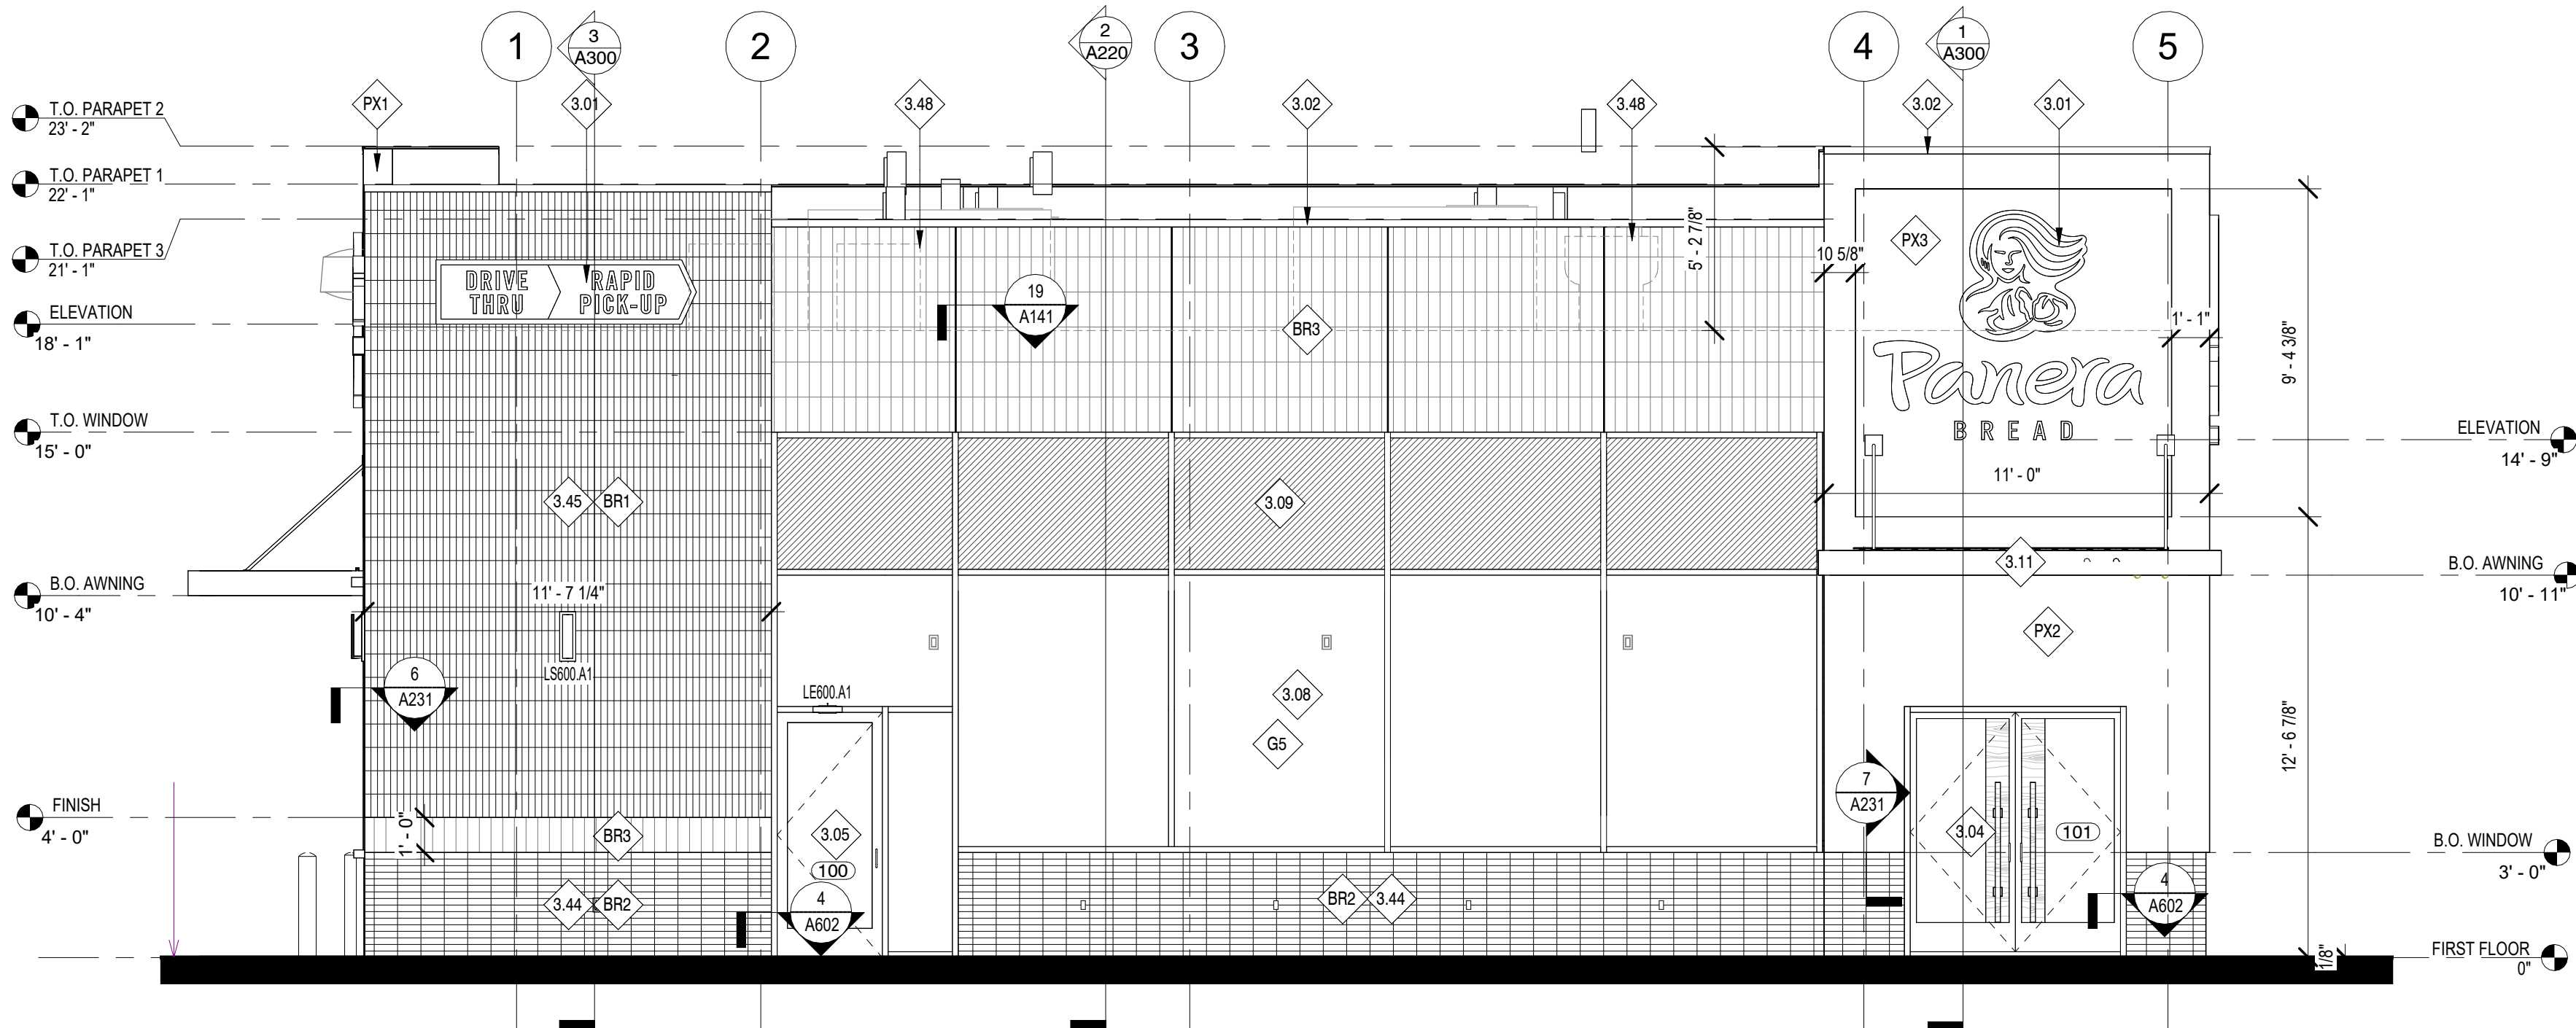 1
3
A300
2
2
A220
3
4
1
A300
5
PX1
3.01
3.48
3.02
3.48
3.02
3.01
T.O. PARAPET 2
23' - 2"
T.O. PARAPET 1
22' - 1"
T.O. PARAPET 3
21' - 1"
ELEVATION
18' - 1"
T.O. WINDOW
15' - 0"
B.O. AWNING
10' - 4"
FINISH
4' - 0"
DRIVE
THRU
RAPID
PICK-UP
19
A141
BR3
5' - 2 7/8"
10 5/8"
PX3
1' - 1"
9' - 4 3/8"
Panera
BREAD
ELEVATION
14' - 9"
11' - 0"
3.45
BR1
3.09
3.11
B.O. AWNING
10' - 11"
11' - 7 1/4"
LS600.A1
PX2
6
A231
LE600.A1
3.08
G5
12' - 6 7/8"
7
A231
1' - 0"
BR3
3.05
100
3.04
101
B.O. WINDOW
3' - 0"
3.44
BR2
4
A602
BR2
3.44
4
A602
1/8"
FIRST FLOOR
0"